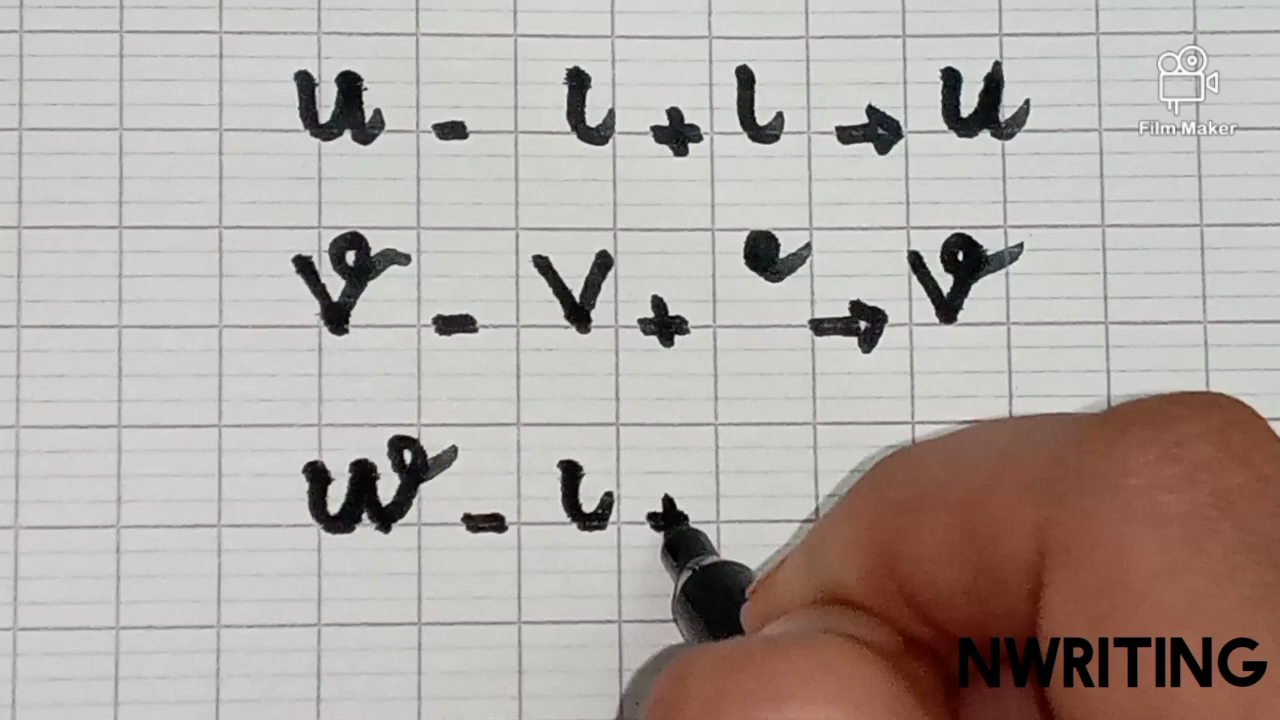 u - ι + ι → u
Film Maker
v - v + → v
w - ι +
NWRITING